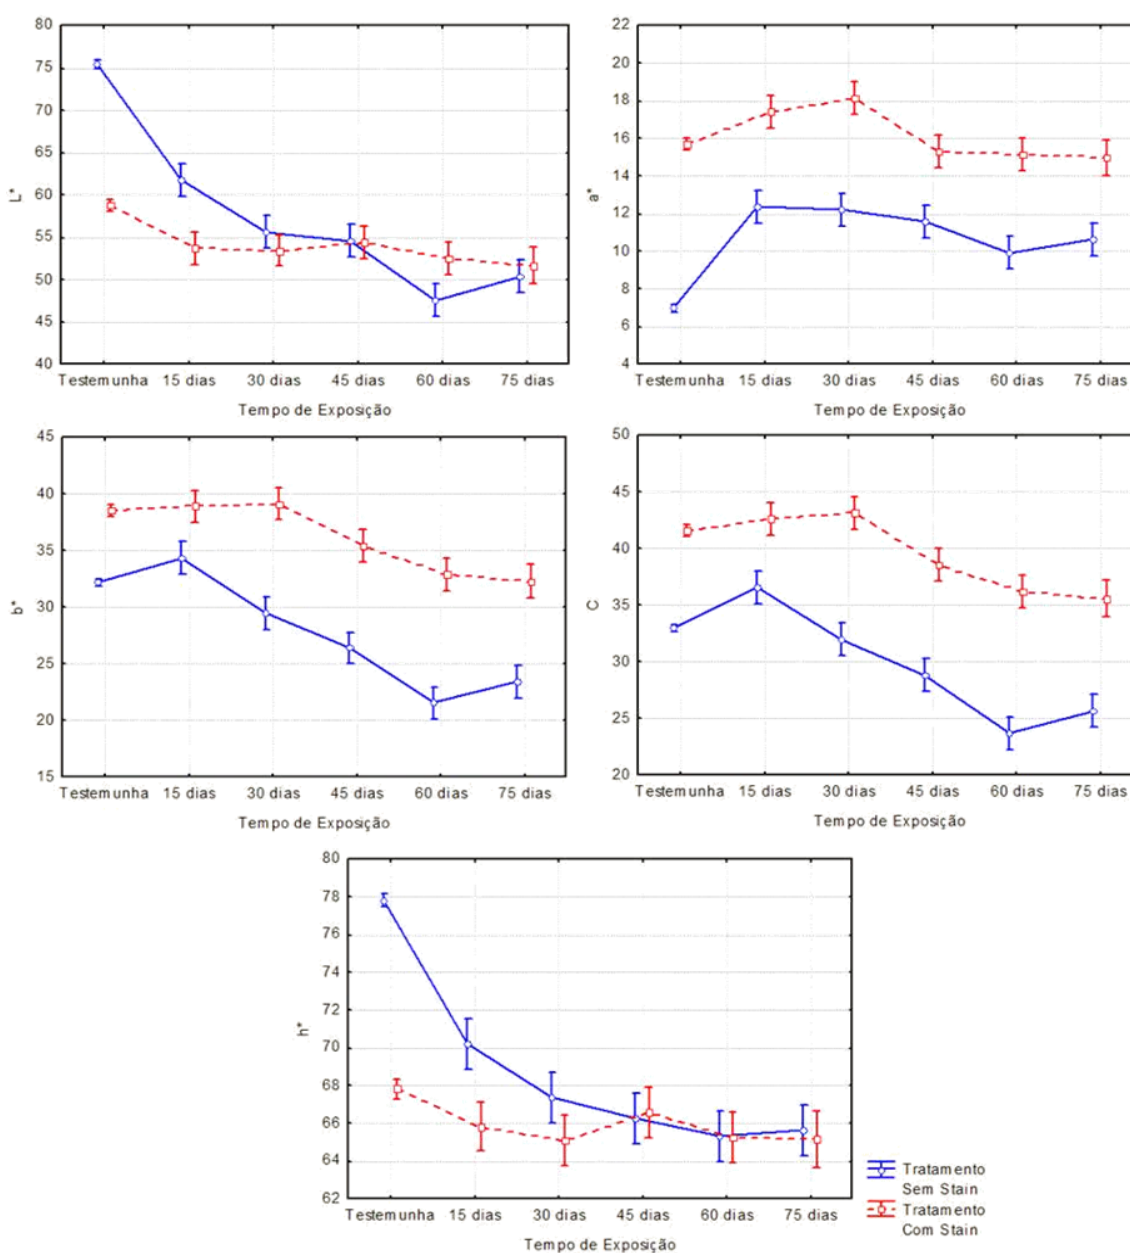 80
75
70
65
60
55
50
45
40
L*
Testemunha 15 dias 30 dias 45 dias 60 dias 75 dias
Tempo de Exposição
22
20
18
16
14
12
10
8
6
4
a*
Testemunha 15 dias 30 dias 45 dias 60 dias 75 dias
Tempo de Exposição
45
40
35
30
25
20
15
b*
Testemunha 15 dias 30 dias 45 dias 60 dias 75 dias
Tempo de Exposição
50
45
40
35
30
25
20
C
Testemunha 15 dias 30 dias 45 dias 60 dias 75 dias
Tempo de Exposição
80
78
76
74
72
70
68
66
64
62
h*
Testemunha 15 dias 30 dias 45 dias 60 dias 75 dias
Tempo de Exposição
Tratamento
Sem Stain
Tratamento
Com Stain